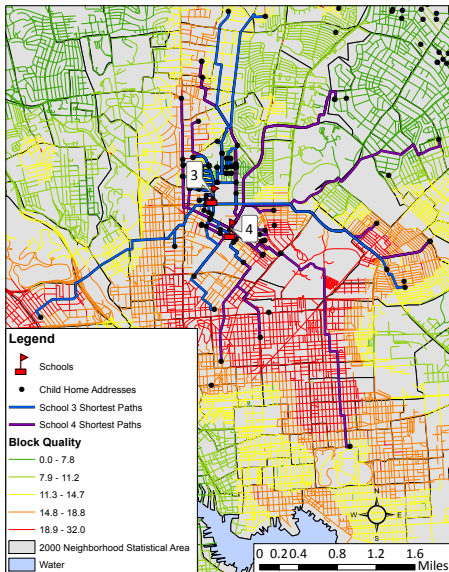 3
4
Legend
Schools
Child Home Addresses
School 3 Shortest Paths
School 4 Shortest Paths
Block Quality
0.0 - 7.8
7.9 - 11.2
11.3 - 14.7
14.8 - 18.8
18.9 - 32.0
2000 Neighborhood Statistical Area
Water
N
W E
S
0 0.20.4 0.8 1.2 1.6
Miles